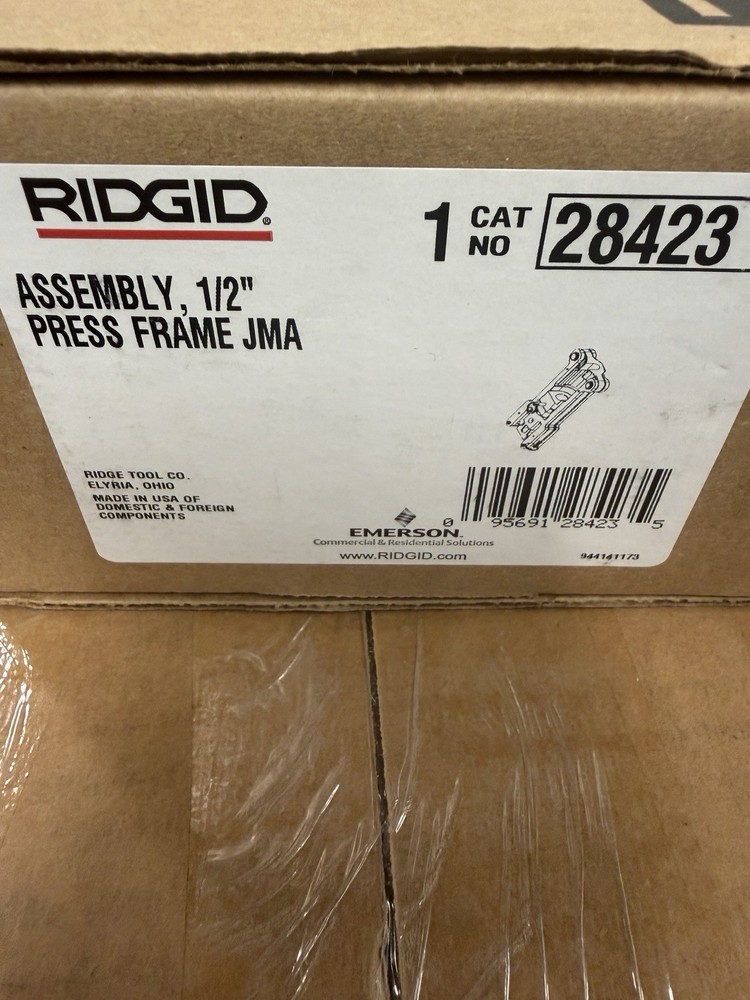 RIDGID®
1 CAT NO 28423
ASSEMBLY, 1/2"
PRESS FRAME JMA
RIDGE TOOL CO.
ELYRIA, OHIO
MADE IN USA OF
DOMESTIC & FOREIGN
COMPONENTS
0 95691 28423 5
EMERSON™
Commercial & Residential Solutions
www.RIDGID.com
944141173